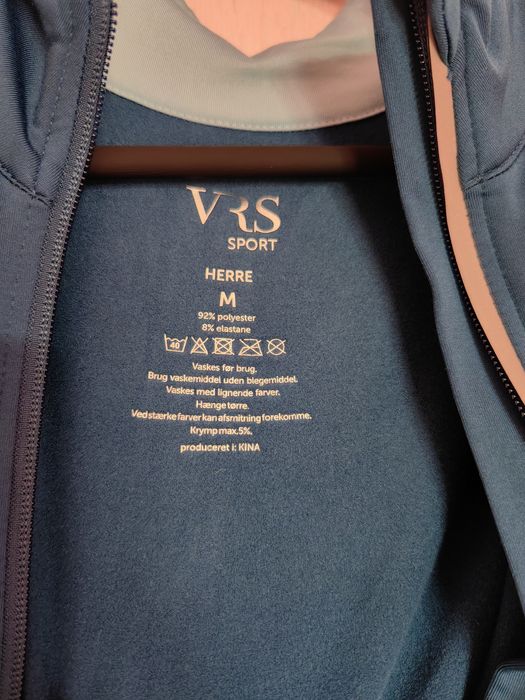 VRS
SPORT
HERRE
M
92% polyester
8% elastane
40
Vaskes før brug.
Brug vaskemiddel uden blegemiddel.
Vaskes med lignende farver.
Hænge tørre.
Ved stærke farver kan afsmitning forekomme.
Krymp max.5%.
produceret i: KINA